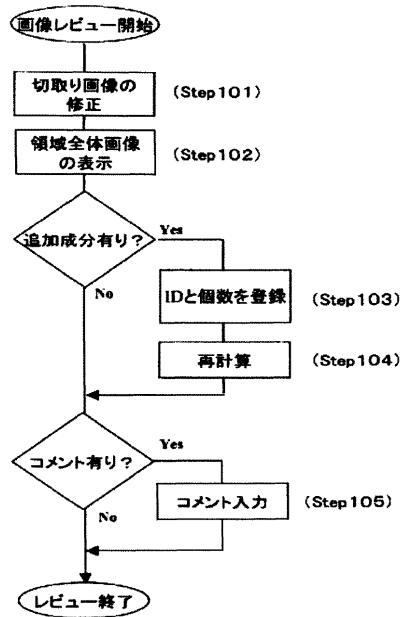 画像レビュー開始
切取り画像の
修正
(Step101)
領域全体画像
の表示
(Step102)
追加成分有り?
Yes
No
IDと個数を登録
(Step103)
再計算
(Step104)
コメント有り?
Yes
No
コメント入力
(Step105)
レビュー終了